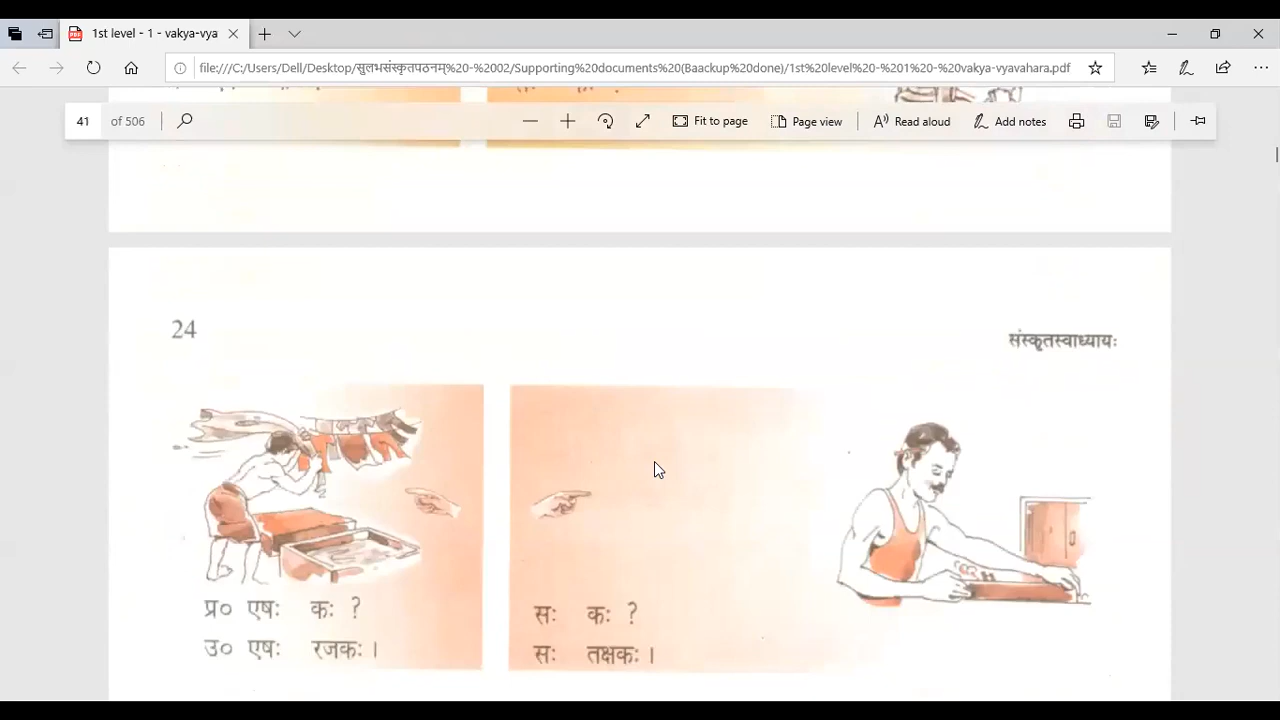 1st level - 1 - vakya-vya
file:///C:/Users/Dell/Desktop/सुलभसंस्कृतपठनम्%20-%2002/Supporting%20documents%20(Baackup%20done)/1st%20level%20-%201%20-%20vakya-vyavahara.pdf
41 of 506 Fit to page Page view Read aloud Add notes
24
संस्कृतस्वाध्यायः
प्र० एषः कः ?
उ० एषः रजकः ।
सः कः ?
सः तक्षकः ।